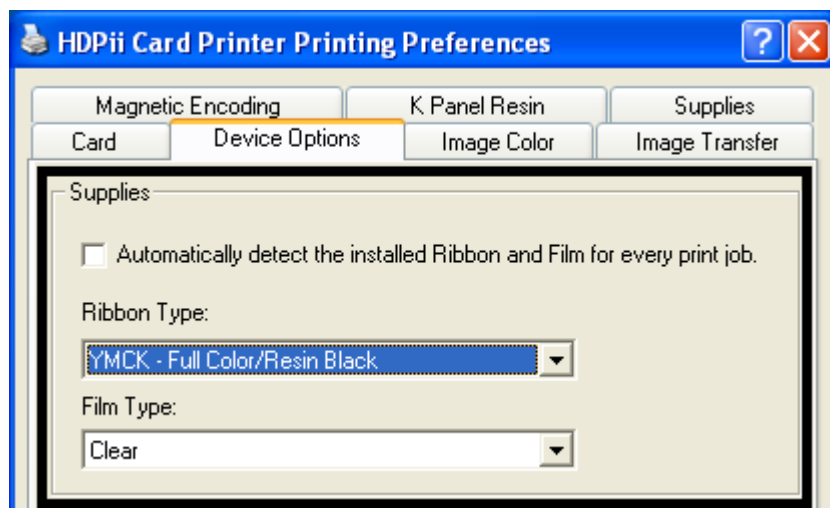 HDPii Card Printer Printing Preferences
Magnetic Encoding K Panel Resin Supplies
Card Device Options Image Color Image Transfer
Supplies
Automatically detect the installed Ribbon and Film for every print job.
Ribbon Type:
YMCK - Full Color/Resin Black
Film Type:
Clear